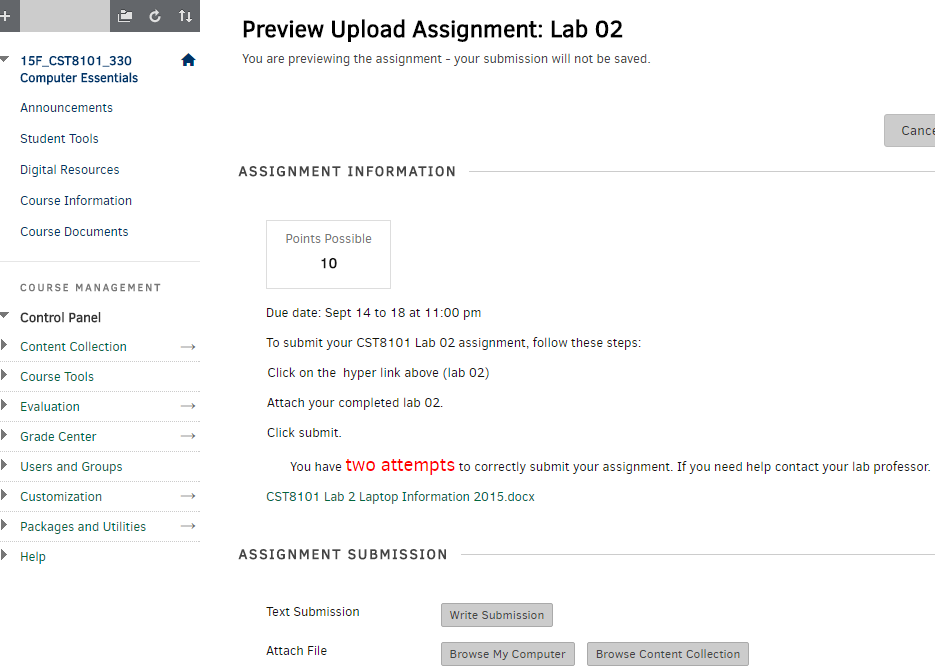 Preview Upload Assignment: Lab 02
You are previewing the assignment - your submission will not be saved.
15F_CST8101_330
Computer Essentials
Announcements
Student Tools
Digital Resources
Course Information
Course Documents
COURSE MANAGEMENT
Control Panel
Content Collection
Course Tools
Evaluation
Grade Center
Users and Groups
Customization
Packages and Utilities
Help
Cance
ASSIGNMENT INFORMATION
Points Possible
10
Due date: Sept 14 to 18 at 11:00 pm
To submit your CST8101 Lab 02 assignment, follow these steps:
Click on the hyper link above (lab 02)
Attach your completed lab 02.
Click submit.
You have two attempts to correctly submit your assignment. If you need help contact your lab professor.
CST8101 Lab 2 Laptop Information 2015.docx
ASSIGNMENT SUBMISSION
Text Submission
Write Submission
Attach File
Browse My Computer
Browse Content Collection